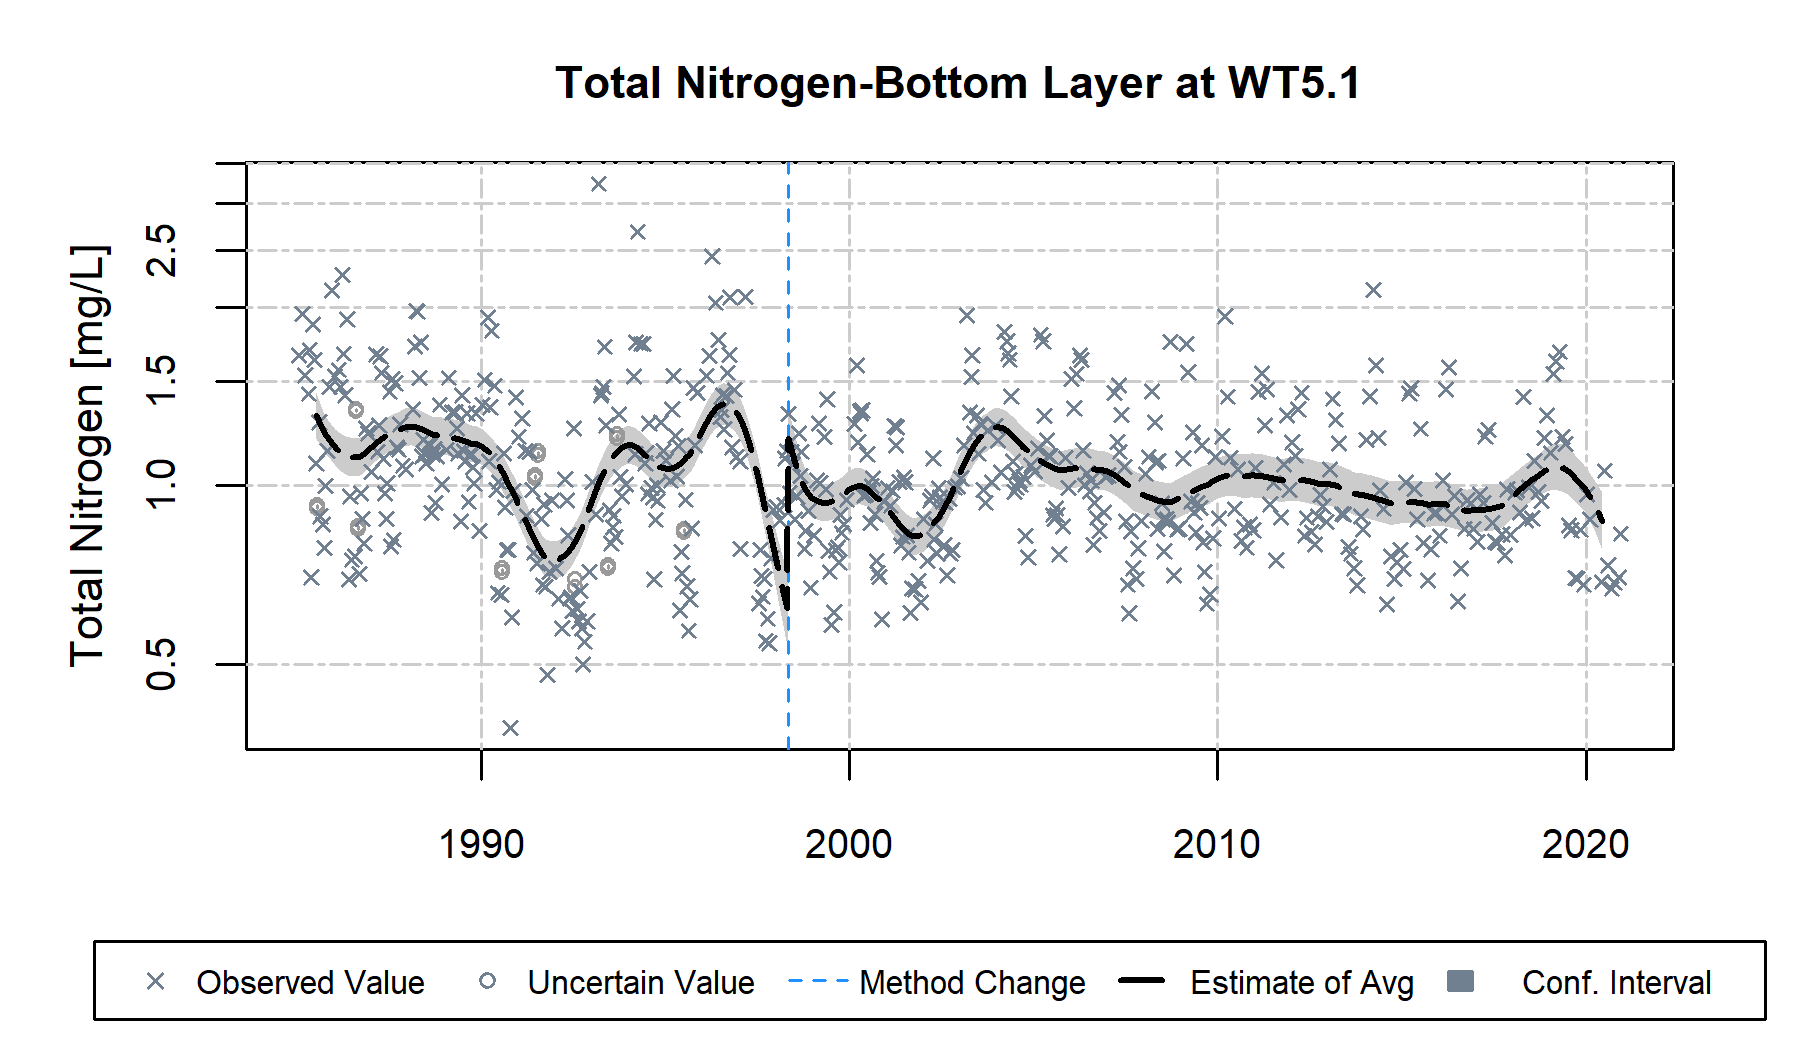 Total Nitrogen-Bottom Layer at WT5.1
Total Nitrogen [mg/L]
2.5
1.5
1.0
0.5
1990 2000 2010 2020
Observed Value Uncertain Value Method Change Estimate of Avg Conf. Interval